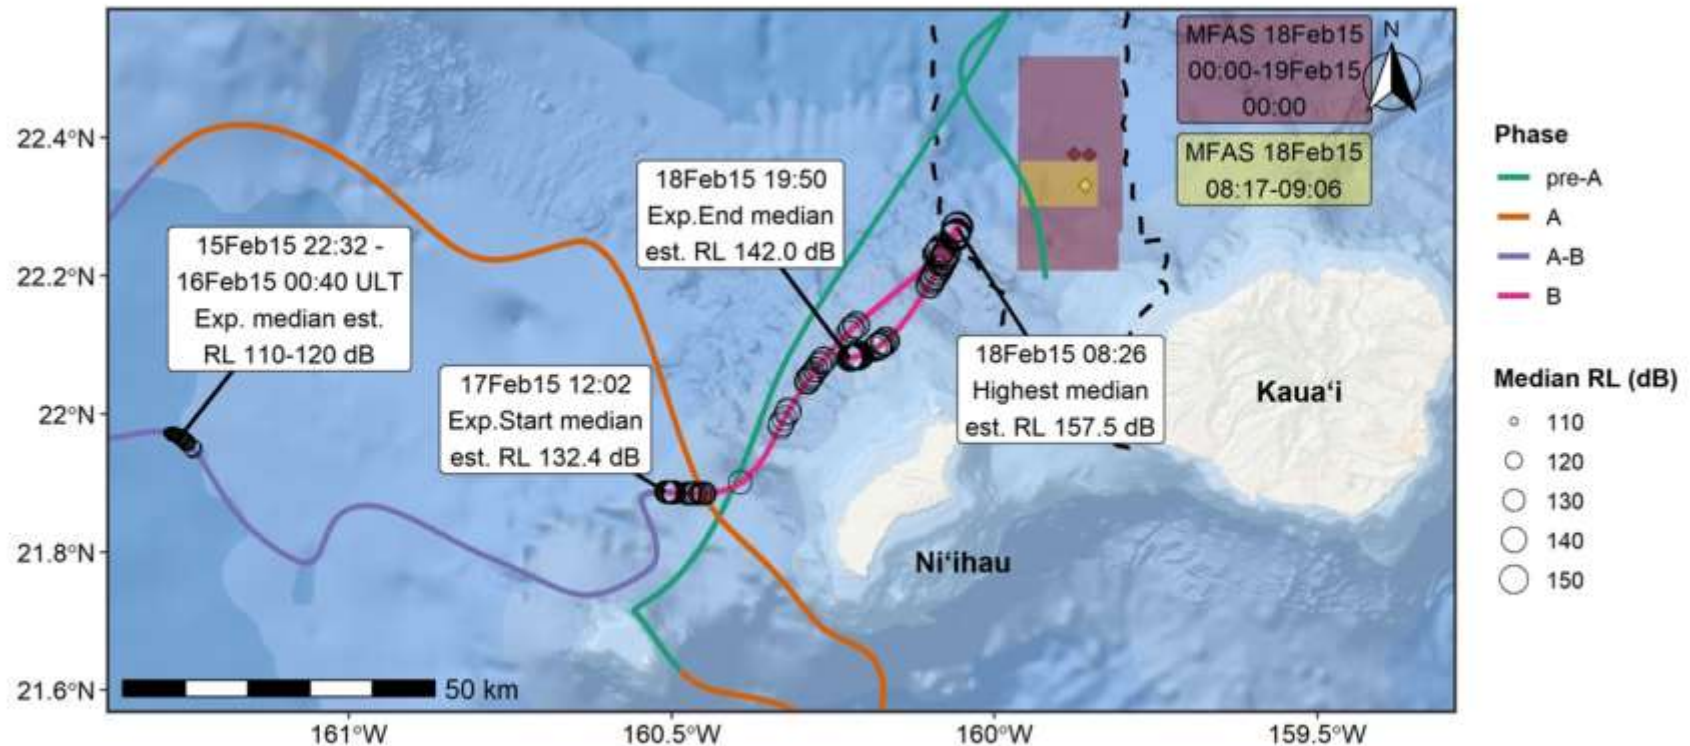 MFAS 18Feb15
00:00-19Feb15
00:00
N
MFAS 18Feb15
08:17-09:06
18Feb15 19:50
Exp.End median
est. RL 142.0 dB
15Feb15 22:32 -
16Feb15 00:40 ULT
Exp. median est.
RL 110-120 dB
17Feb15 12:02
Exp.Start median
est. RL 132.4 dB
18Feb15 08:26
Highest median
est. RL 157.5 dB
Kauaʻi
Niʻihau
50 km
22.4°N
22.2°N
22°N
21.8°N
21.6°N
161°W
160.5°W
160°W
159.5°W
Phase
pre-A
A
A-B
B
Median RL (dB)
110
120
130
140
150